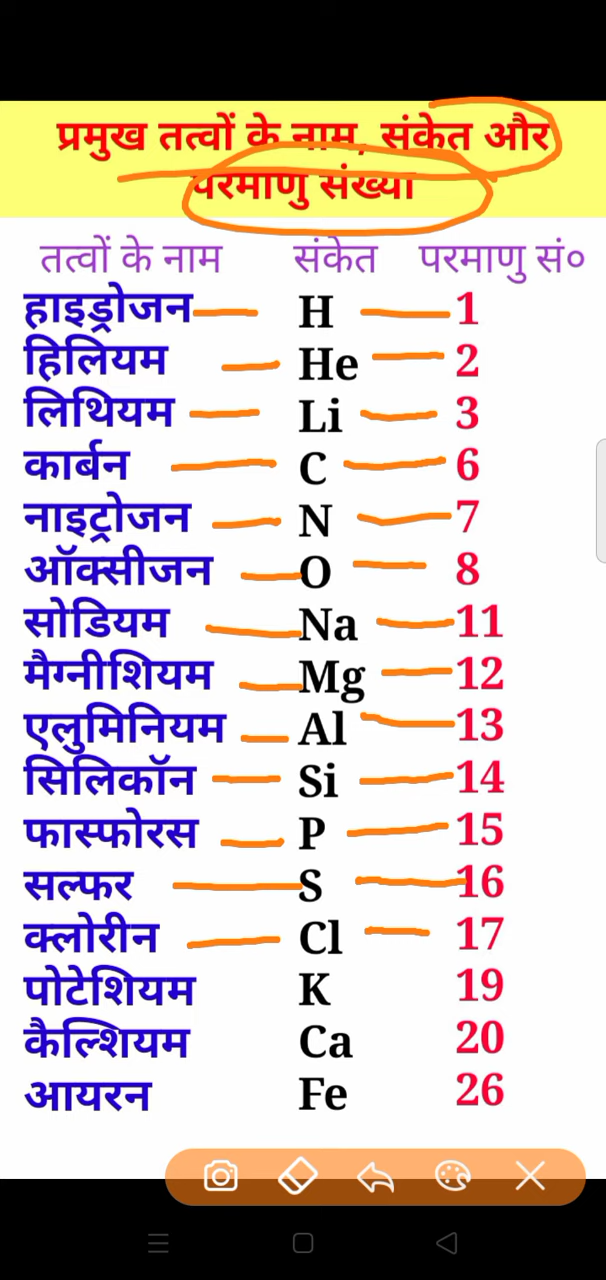 प्रमुख तत्वों के नाम, संकेत और
परमाणु संख्या
तत्वों के नाम संकेत परमाणु सं०
हाइड्रोजन H 1
हिलियम He 2
लिथियम Li 3
कार्बन C 6
नाइट्रोजन N 7
ऑक्सीजन O 8
सोडियम Na 11
मैग्नीशियम Mg 12
एलुमिनियम Al 13
सिलिकॉन Si 14
फास्फोरस P 15
सल्फर S 16
क्लोरीन Cl 17
पोटेशियम K 19
कैल्शियम Ca 20
आयरन Fe 26